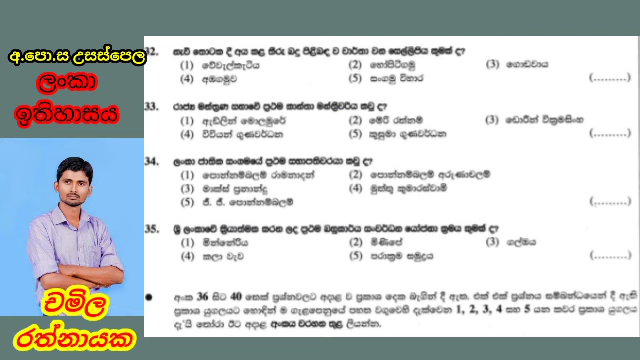 අ.පො.ස උසස්පෙල
ලංකා
ඉතිහාසය
චමිල
රත්නායක
32. නැව් තොටක දී අය කළ තීරු බදු පිළිබඳ ව වාර්තා වන සෙල්ලිපිය කුමක් ද?
(1) වේවැල්කැටිය (2) හෝපිටිගමු (3) ගොඩවාය
(4) අඹගමුව (5) සංගමු විහාර (..........)
33. රාජ්‍ය මන්ත්‍රණ සභාවේ ප්‍රථම කාන්තා මන්ත්‍රීවරිය කවු ද?
(1) ඇඩ්ලින් මොලමුරේ (2) මේරි රත්නම් (3) ඩොරින් වික්‍රමසිංහ
(4) විවියන් ගුණවර්ධන (5) කුසුමා ගුණවර්ධන (..........)
34. ලංකා ජාතික සංගමයේ ප්‍රථම සභාපතිවරයා කවු ද?
(1) පොන්නම්බලම් රාමනාදන් (2) පොන්නම්බලම් අරුණාචලම්
(3) මාක්ස් ප්‍රනාන්දු (4) මුත්තු කුමාරස්වාමි
(5) ජී. ජී. පොන්නම්බලම් (..........)
35. ශ්‍රී ලංකාවේ ක්‍රියාත්මක කරන ලද ප්‍රථම බහුකාර්ය සංවර්ධන යෝජනා ක්‍රමය කුමක් ද?
(1) මින්නේරිය (2) මිණිපේ (3) ගල්ඔය
(4) කලා වැව (5) පරාක්‍රම සමුද්‍රය (..........)
● අංක 36 සිට 40 තෙක් ප්‍රශ්නවලට අදාළ ව ප්‍රකාශ දෙක බැගින් දී ඇත. එක් එක් ප්‍රශ්නය සම්බන්ධයෙන් දී ඇති
ප්‍රකාශ යුගලයට හොඳින් ම ගැළපෙනුයේ පහත වගුවෙහි දැක්වෙන 1, 2, 3, 4 සහ 5 යන කවර ප්‍රකාශ යුගලය
දැ'යි තෝරා ඊට අදාළ අංකය වරහන තුළ ලියන්න.